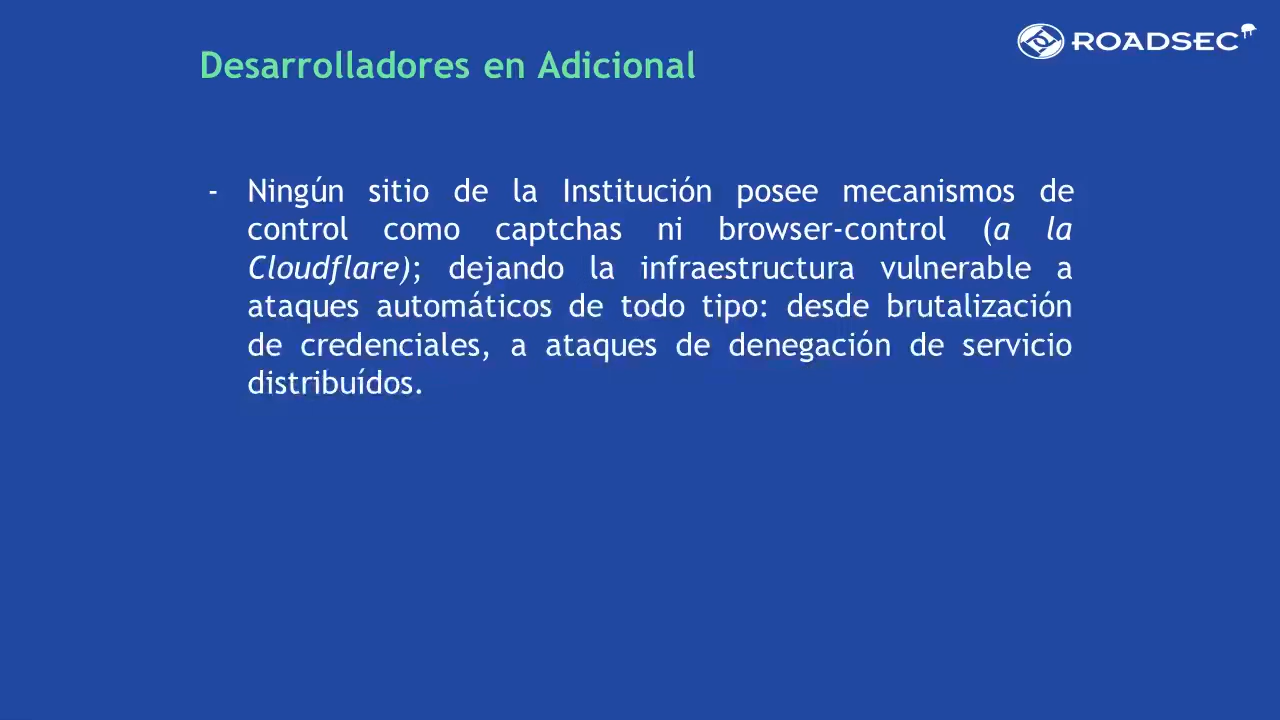 ROADSEC
Desarrolladores en Adicional
- Ningún sitio de la Institución posee mecanismos de
control como captchas ni browser-control (a la
Cloudflare); dejando la infraestructura vulnerable a
ataques automáticos de todo tipo: desde brutalización
de credenciales, a ataques de denegación de servicio
distribuídos.